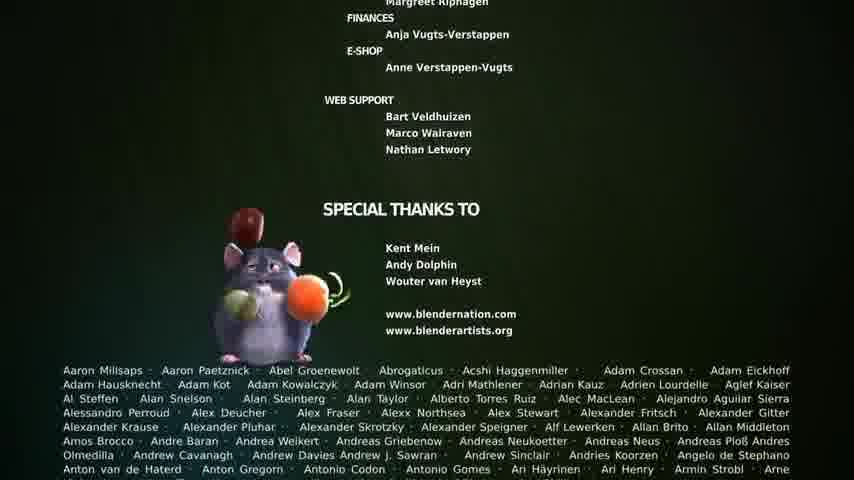 Margreet Riphagen
FINANCES
Anja Vugts-Verstappen
E-SHOP
Anne Verstappen-Vugts
WEB SUPPORT
Bart Veldhuizen
Marco Walraven
Nathan Letwory
SPECIAL THANKS TO
Kent Mein
Andy Dolphin
Wouter van Heyst
www.blendernation.com
www.blenderartists.org
Aaron Millsaps · Aaron Paetznick · Abel Groenewolt · Abrogaticus · Acshi Haggenmiller · Adam Crossan · Adam Eickhoff
Adam Hausknecht · Adam Kot · Adam Kowalczyk · Adam Winsor · Adri Mathlener · Adrian Kauz · Adrien Lourdelle · Aglef Kaiser
Al Steffen · Alan Snelson · Alan Steinberg · Alan Taylor · Alberto Torres Ruiz · Alec MacLean · Alejandro Aguilar Sierra
Alessandro Perroud · Alex Deucher · Alex Fraser · Alexx Northsea · Alex Stewart · Alexander Fritsch · Alexander Gitter
Alexander Krause · Alexander Pluhar · Alexander Skrotzky · Alexander Speigner · Alf Lewerken · Allan Brito · Allan Middleton
Amos Brocco · Andre Baran · Andrea Weikert · Andreas Griebenow · Andreas Neukoetter · Andreas Neus · Andreas Ploß Andres
Olmedilla · Andrew Cavanagh · Andrew Davies Andrew J. Sawran · Andrew Sinclair · Andries Koorzen · Angelo de Stephano
Anton van de Haterd · Anton Gregorn · Antonio Codon · Antonio Gomes · Ari Häyrinen · Ari Henry · Armin Strobl · Arne